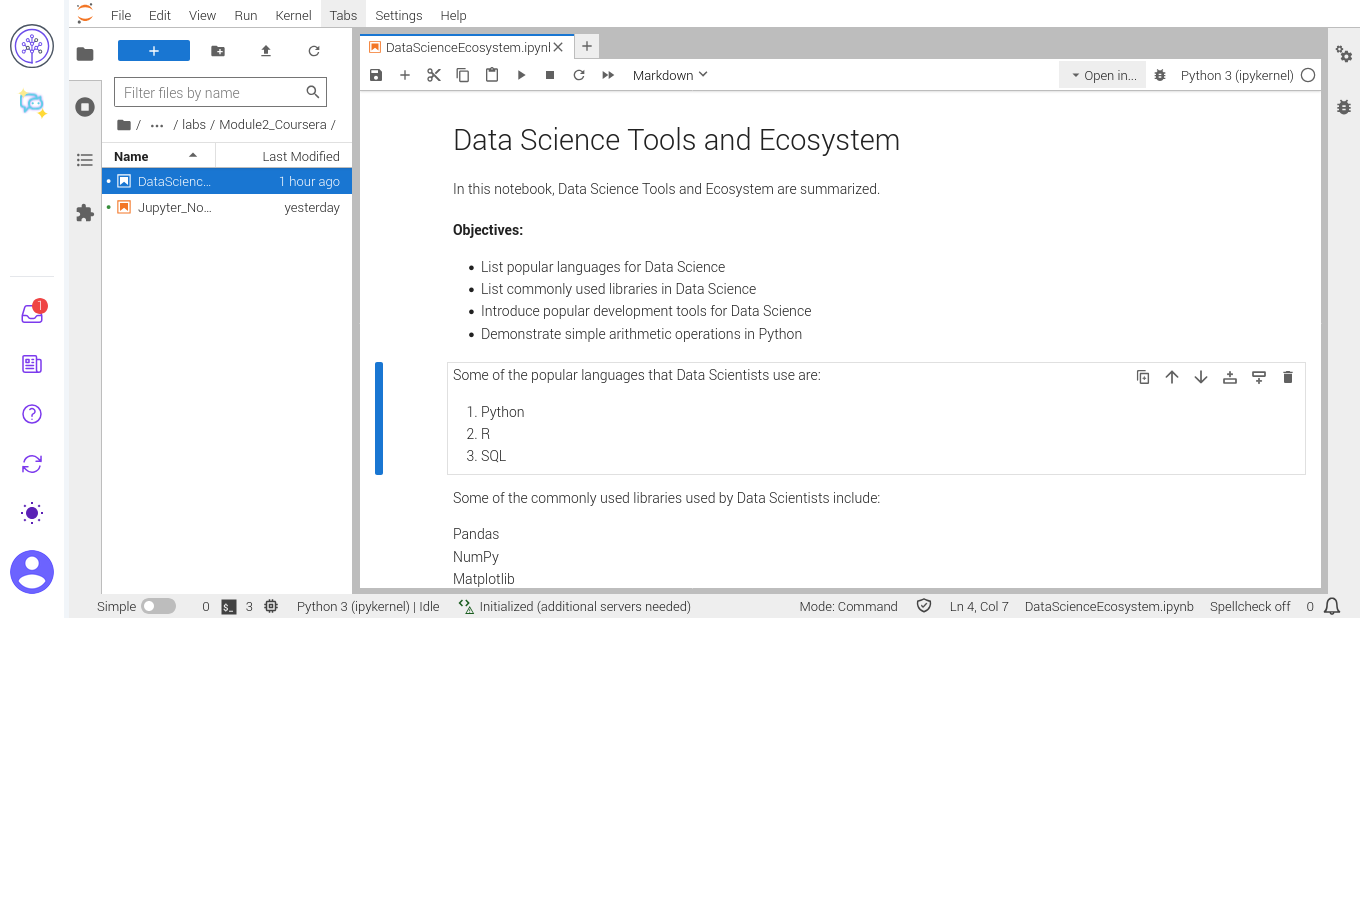 File Edit View Run Kernel Tabs Settings Help
DataScienceEcosystem.ipynl
Markdown
Open in...
Python 3 (ipykernel)
Filter files by name
/ ... / labs / Module2_Coursera /
Name
Last Modified
DataScienc...
1 hour ago
Jupyter_No...
yesterday
1
Data Science Tools and Ecosystem
In this notebook, Data Science Tools and Ecosystem are summarized.
Objectives:
• List popular languages for Data Science
• List commonly used libraries in Data Science
• Introduce popular development tools for Data Science
• Demonstrate simple arithmetic operations in Python
Some of the popular languages that Data Scientists use are:
1. Python
2. R
3. SQL
Some of the commonly used libraries used by Data Scientists include:
Pandas
NumPy
Matplotlib
Simple 0 $_ 3 Python 3 (ipykernel) | Idle Initialized (additional servers needed) Mode: Command Ln 4, Col 7 DataScienceEcosystem.ipynb Spellcheck off 0